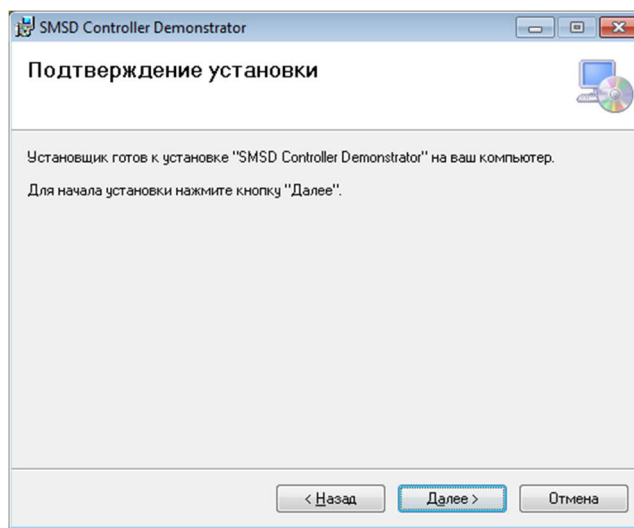 SMSD Controller Demonstrator
Подтверждение установки
Установщик готов к установке "SMSD Controller Demonstrator" на ваш компьютер.
Для начала установки нажмите кнопку "Далее".
< Назад
Далее >
Отмена